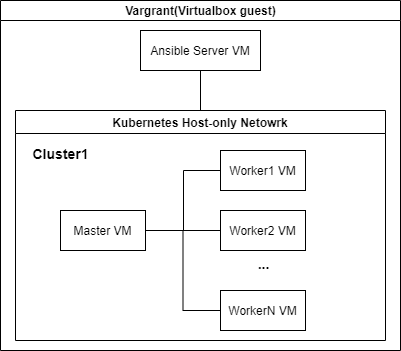 Vargrant(Virtualbox guest)
Ansible Server VM
Kubernetes Host-only Netowrk
Cluster1
Worker1 VM
Master VM
Worker2 VM
...
WorkerN VM